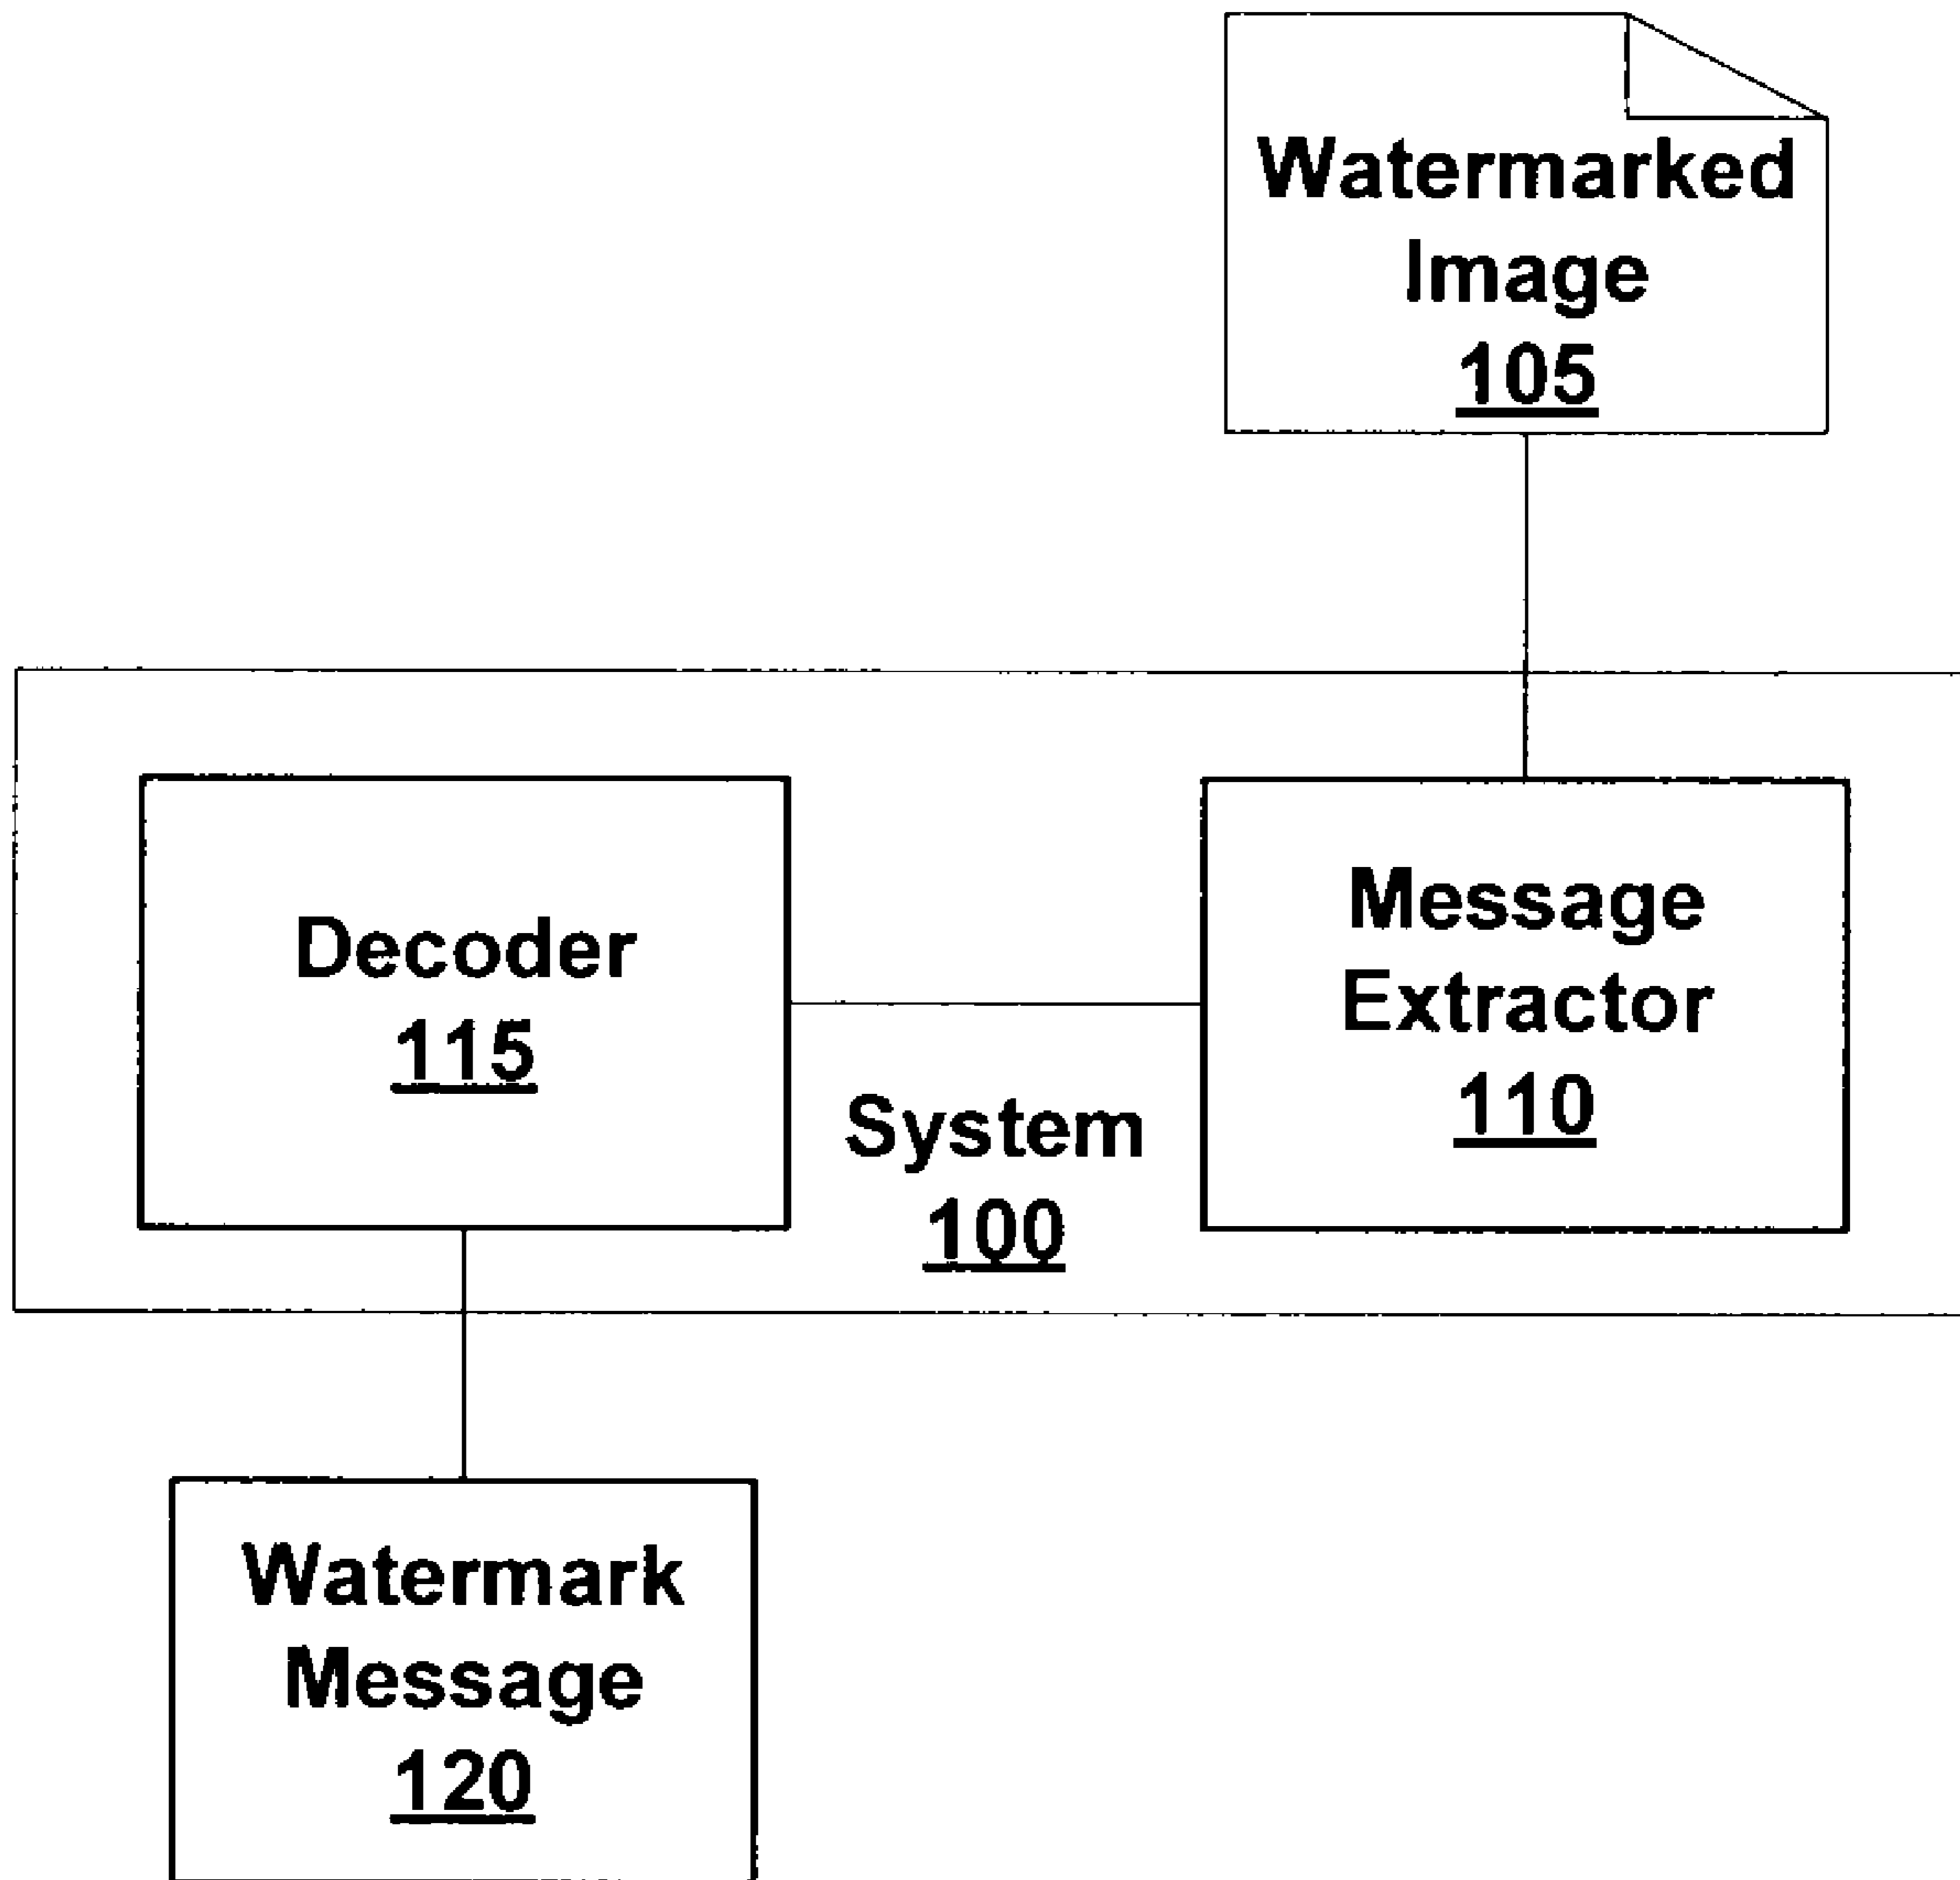 Watermarked
Image
105
Decoder
115
Message
Extractor
110
System
100
Watermark
Message
120